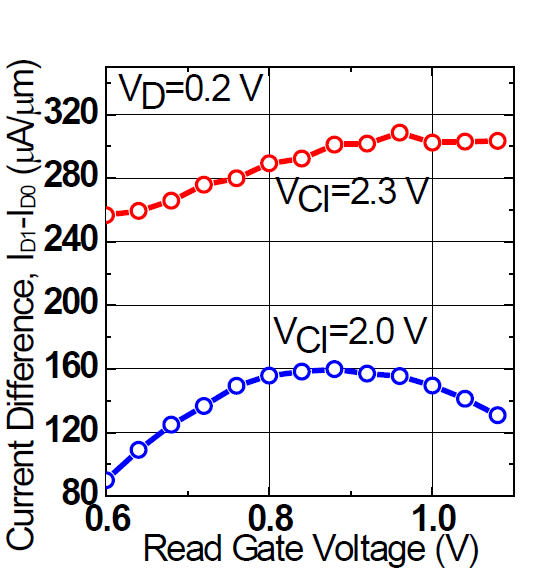 V_D=0.2 V
Current Difference, I_D1-I_D0 (μA/μm)
320
280
V_CI=2.3 V
240
200
V_CI=2.0 V
160
120
80
0.6 0.8 1.0
Read Gate Voltage (V)